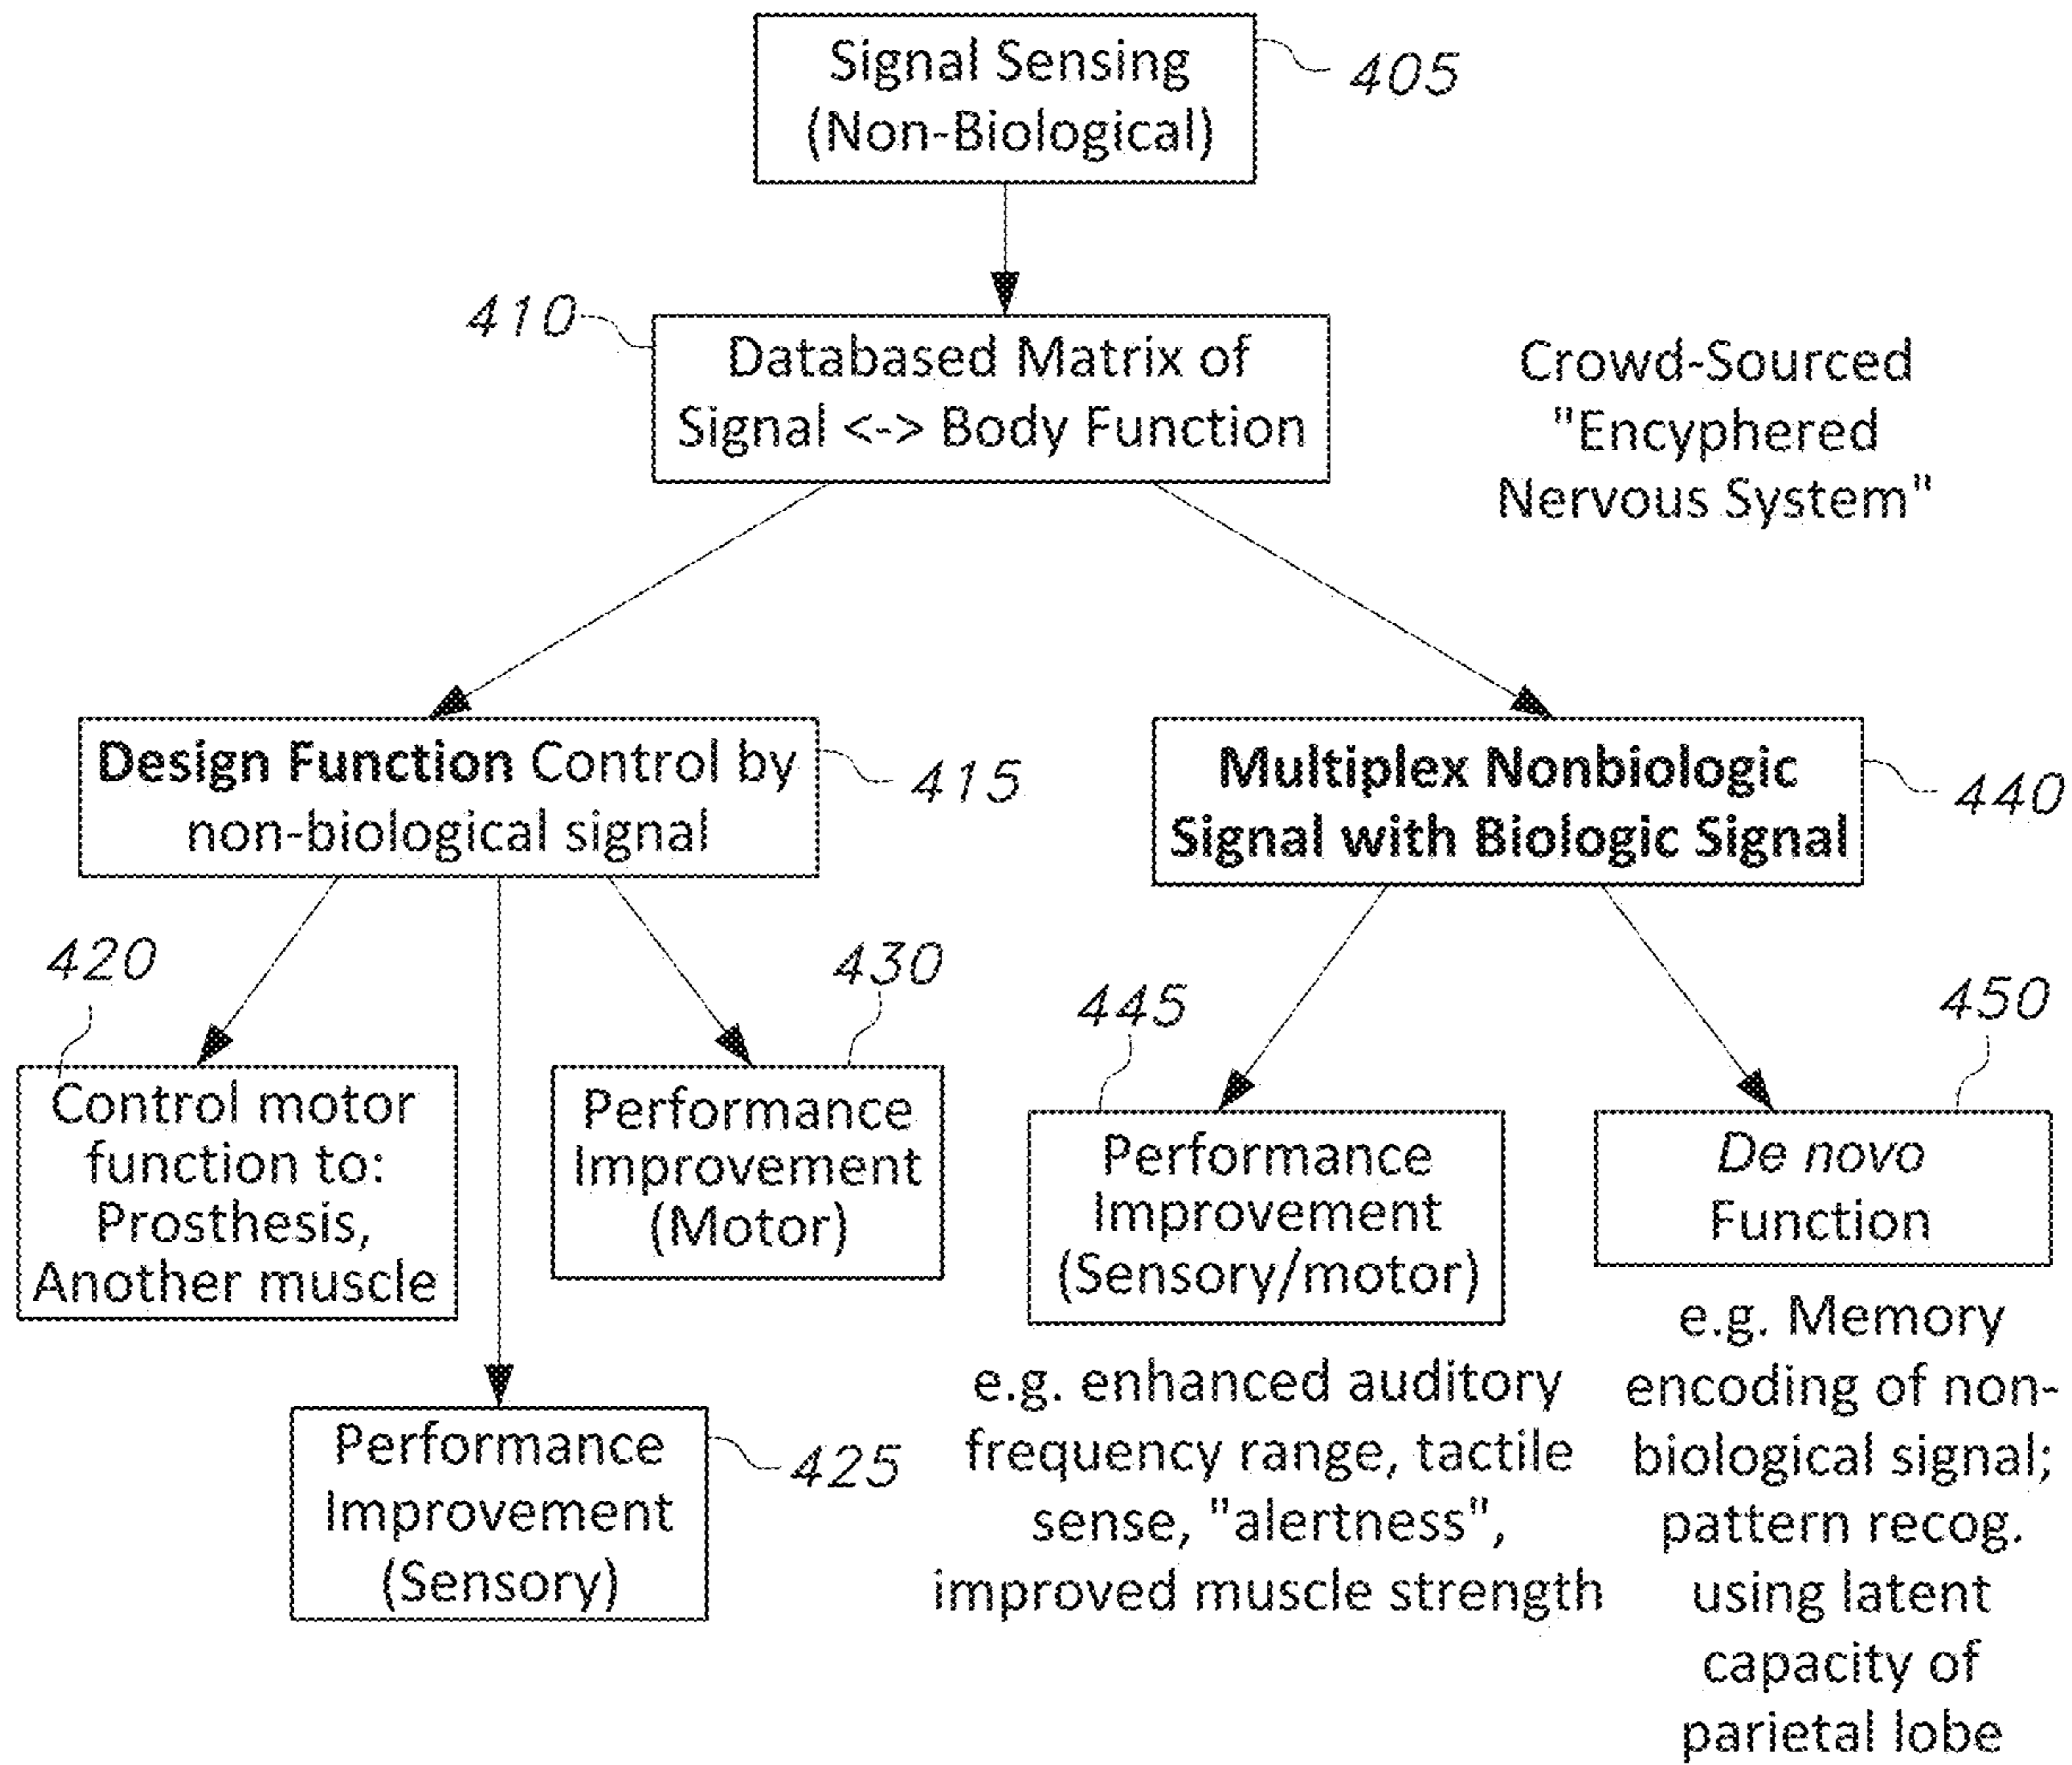 Signal Sensing
(Non-Biological)
405
410
Databased Matrix of
Signal <-> Body Function
Crowd-Sourced
"Encyphered
Nervous System"
Design Function Control by
non-biological signal
415
Multiplex Nonbiologic
Signal with Biologic Signal
440
420
Control motor
function to:
Prosthesis,
Another muscle
430
Performance
Improvement
(Motor)
425
Performance
Improvement
(Sensory)
445
Performance
Improvement
(Sensory/motor)
e.g. enhanced auditory
frequency range, tactile
sense, "alertness",
improved muscle strength
450
De novo
Function
e.g. Memory
encoding of non-
biological signal;
pattern recog.
using latent
capacity of
parietal lobe